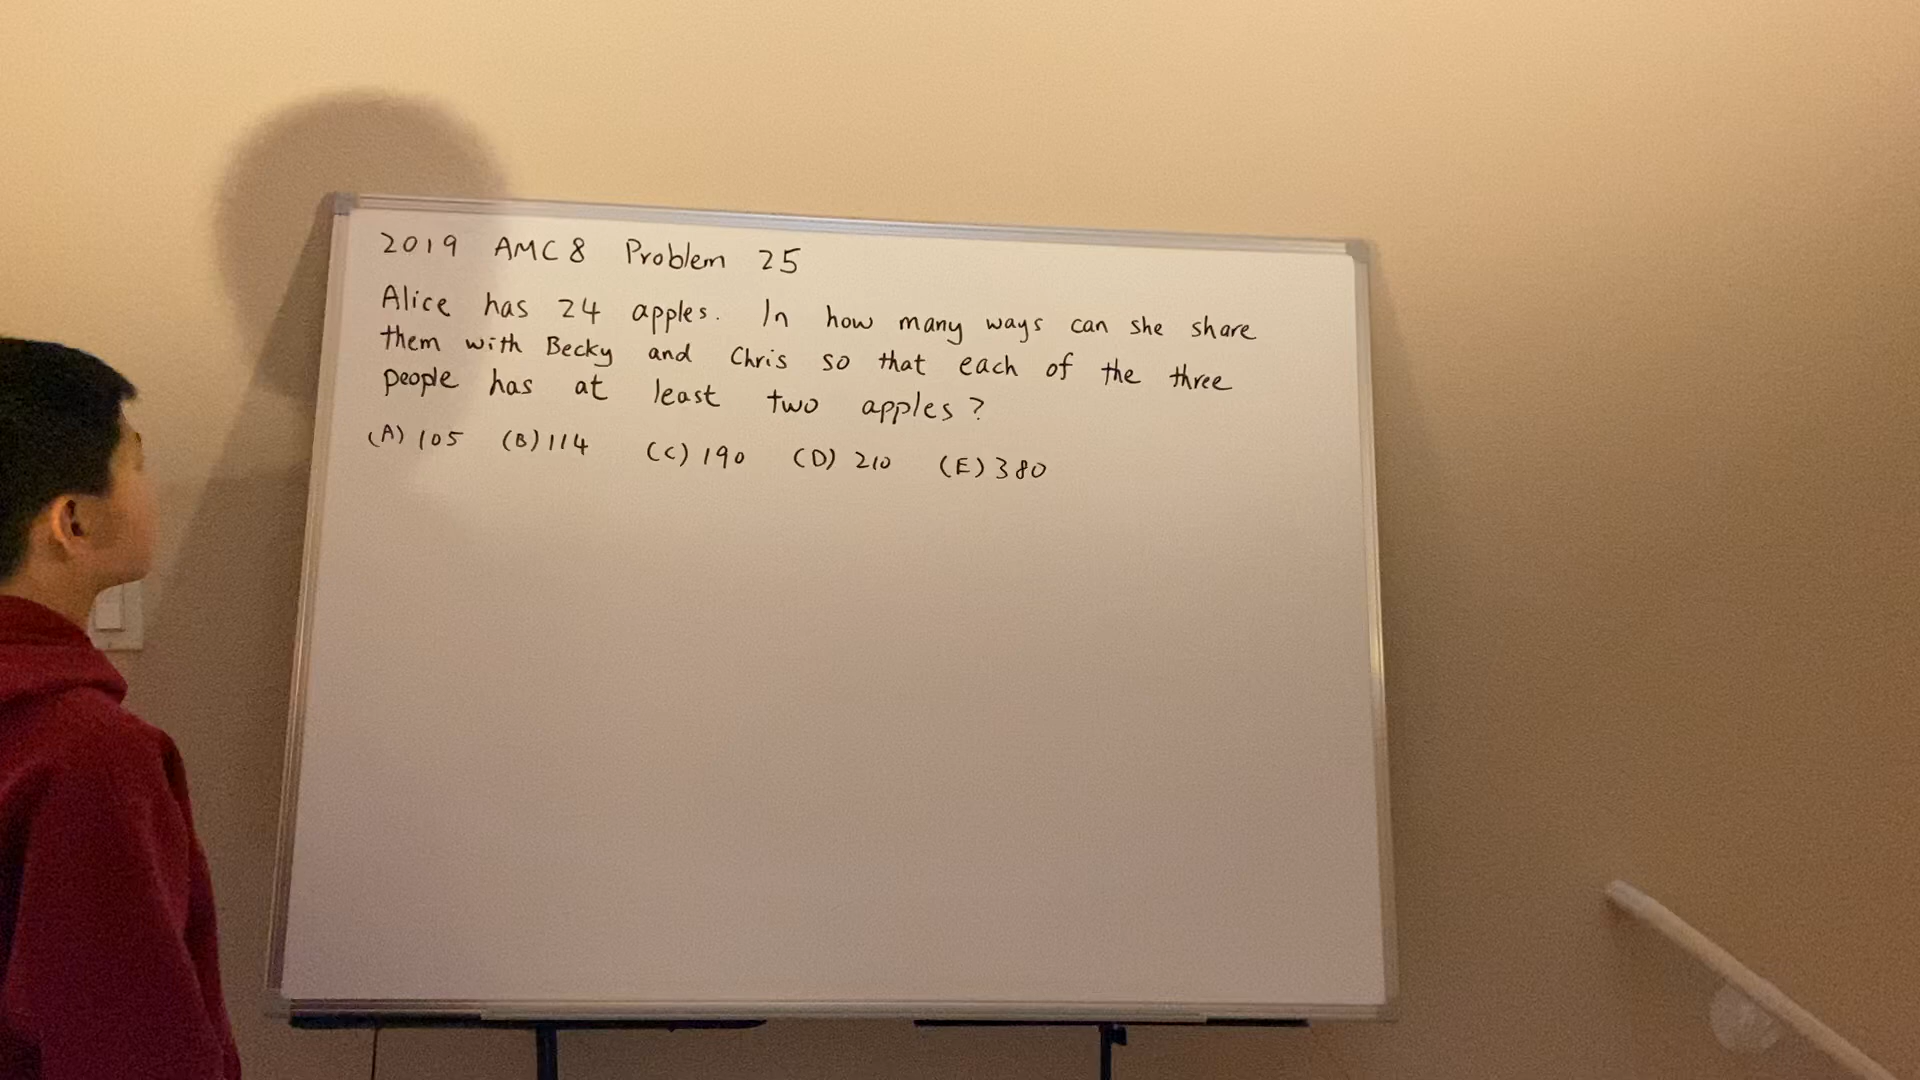 2019 AMC 8 Problem 25
Alice has 24 apples. In how many ways can she share
them with Becky and Chris so that each of the three
people has at least two apples?
(A) 105 (B) 114 (C) 190 (D) 210 (E) 380